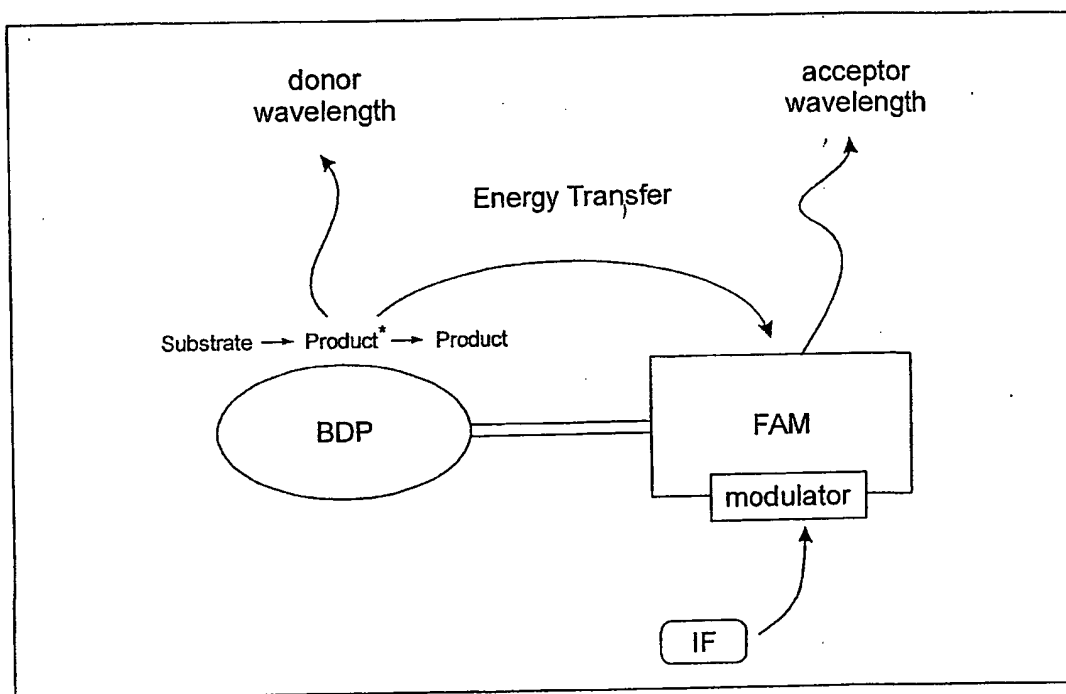 donor
wavelength
acceptor
wavelength
Energy Transfer
Substrate → Product* → Product
BDP
FAM
modulator
IF